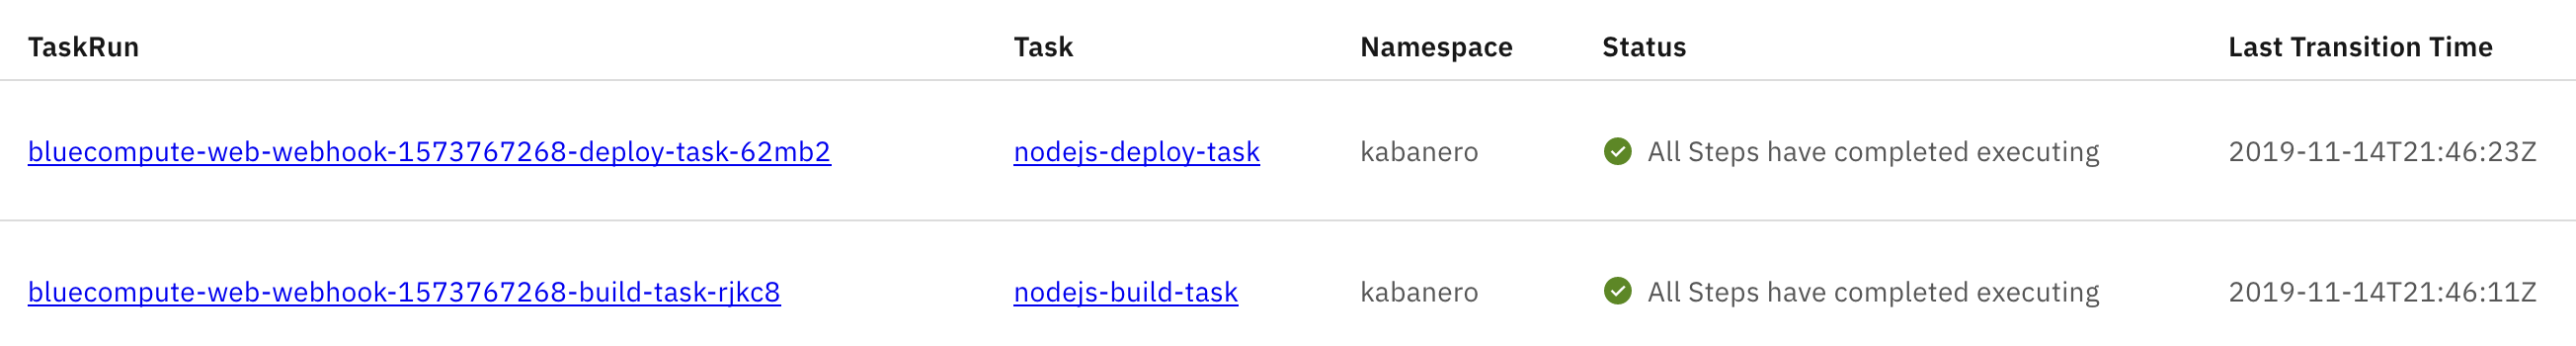 TaskRun Task Namespace Status Last Transition Time
bluecompute-web-webhook-1573767268-deploy-task-62mb2 nodejs-deploy-task kabanero All Steps have completed executing 2019-11-14T21:46:23Z
bluecompute-web-webhook-1573767268-build-task-rjkc8 nodejs-build-task kabanero All Steps have completed executing 2019-11-14T21:46:11Z